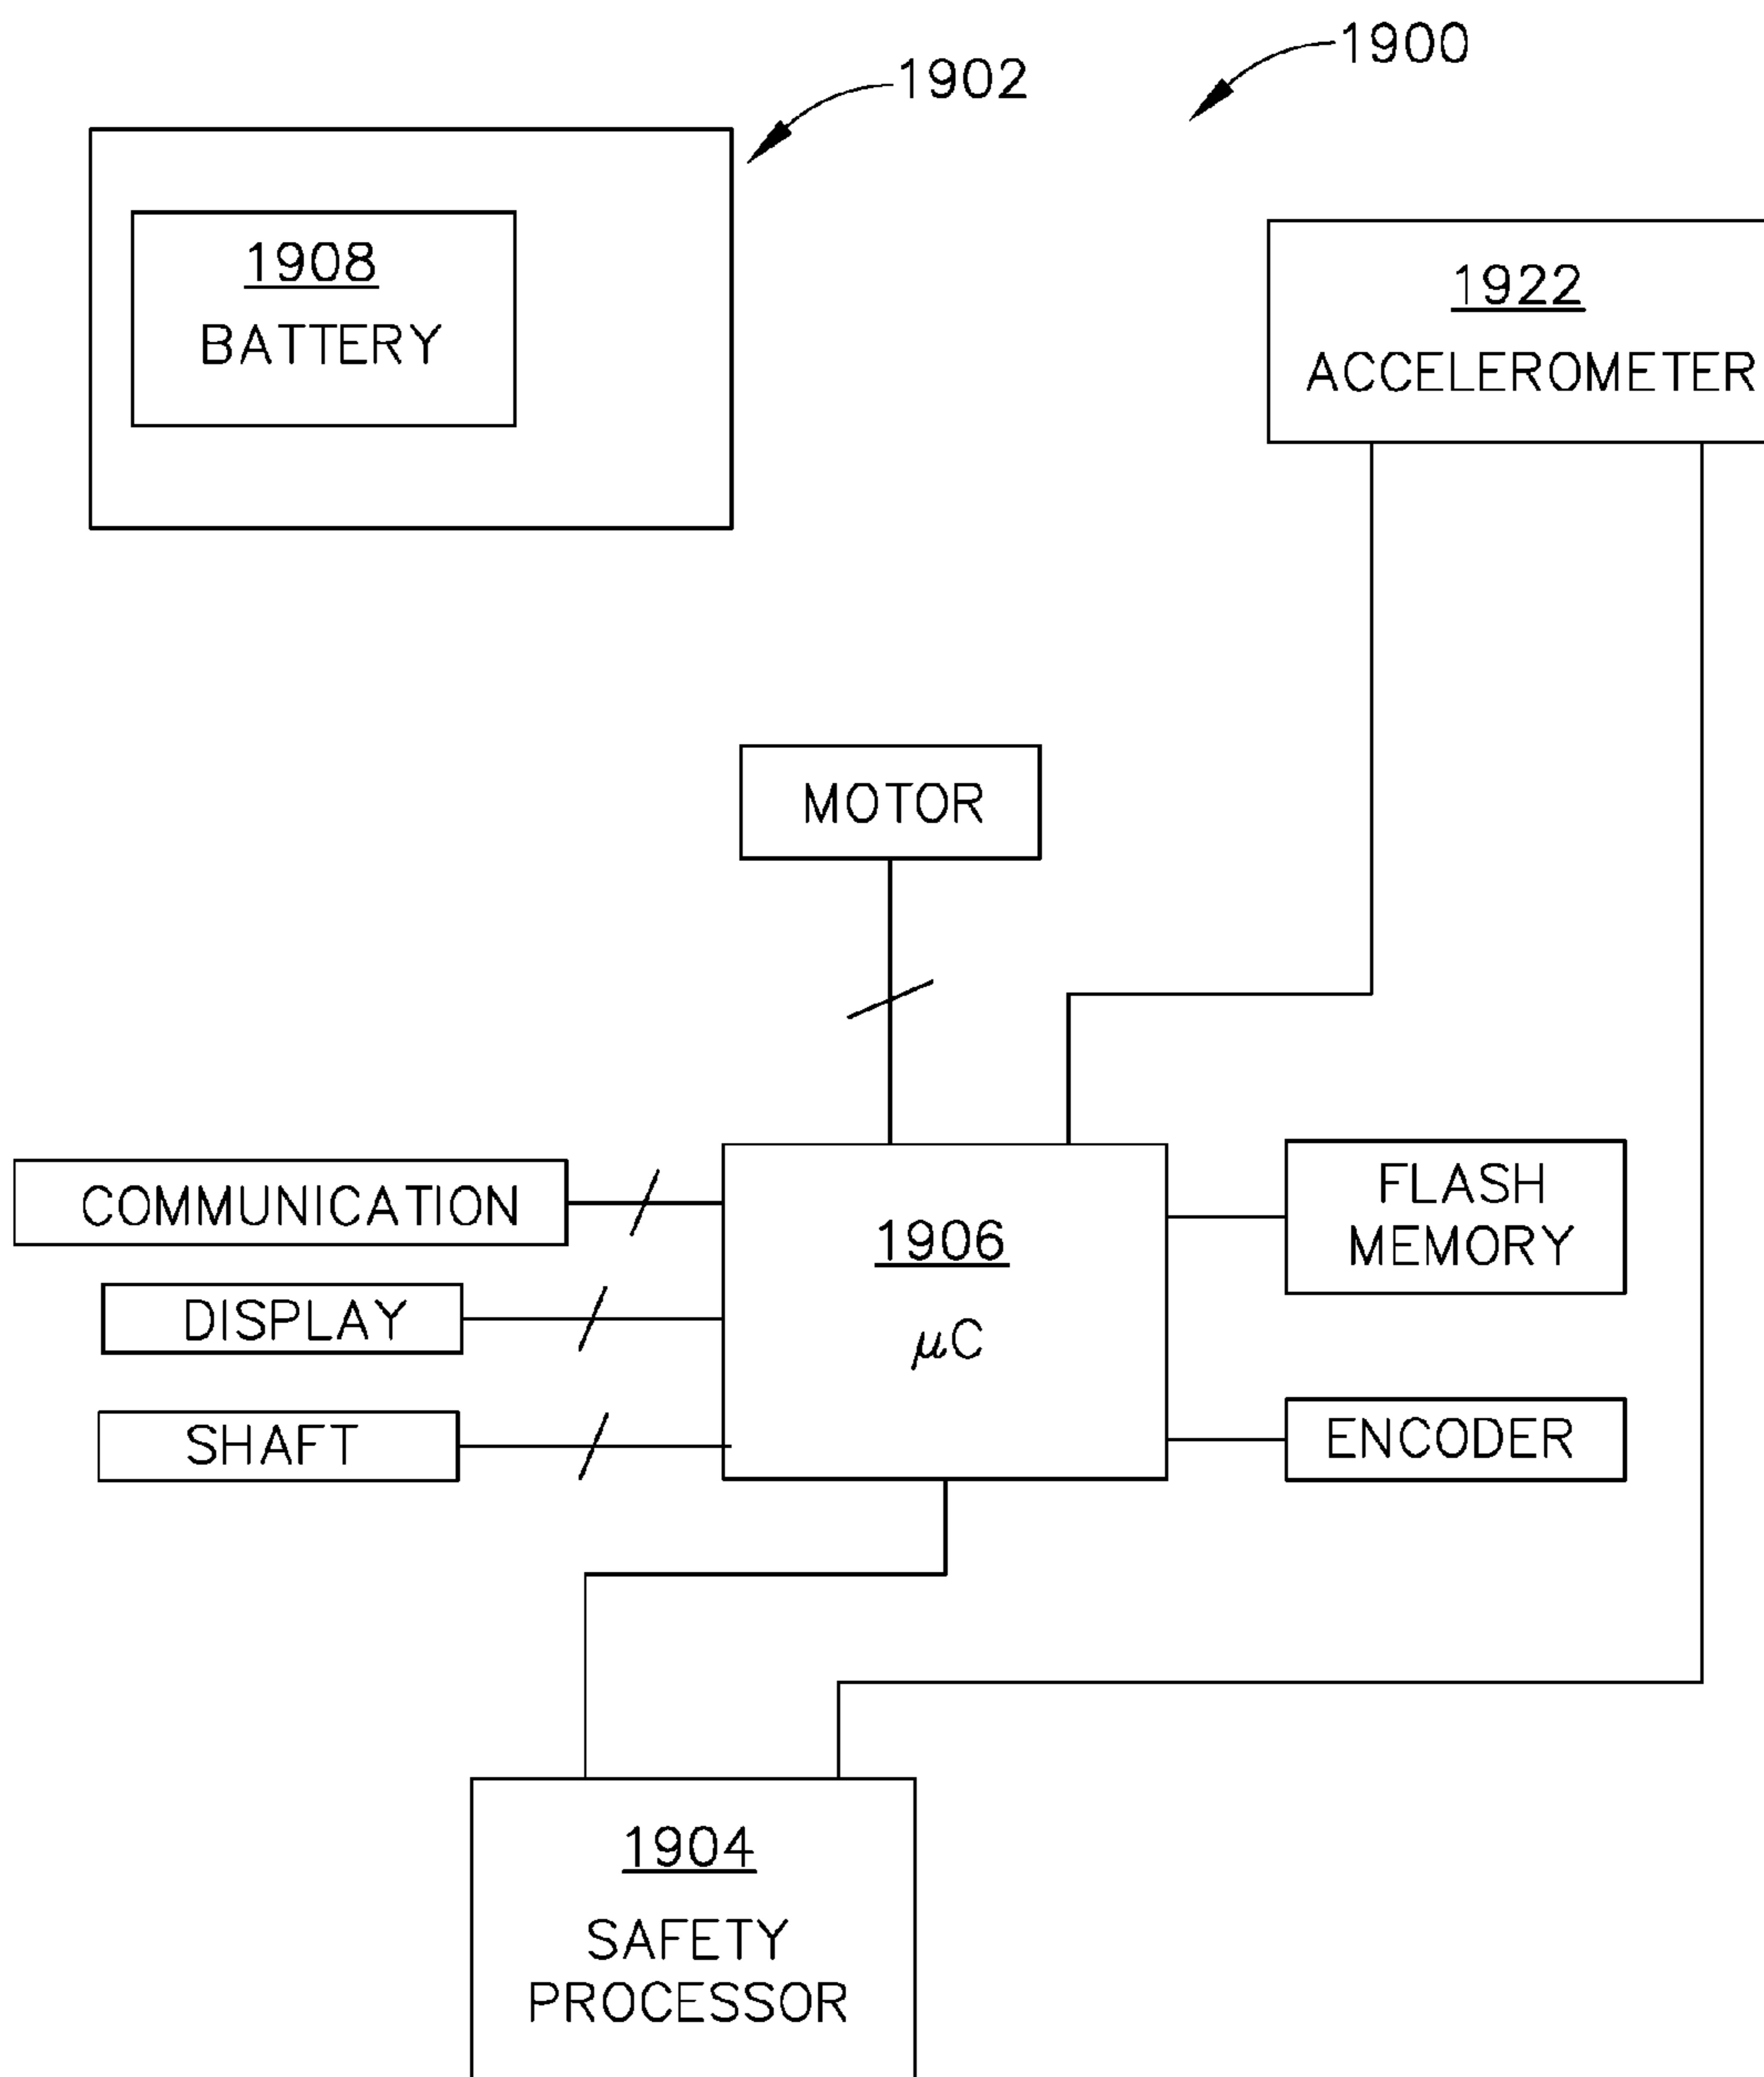 1900
1902
1908
BATTERY
1922
ACCELEROMETER
MOTOR
COMMUNICATION
DISPLAY
SHAFT
1906
μC
FLASH
MEMORY
ENCODER
1904
SAFETY
PROCESSOR